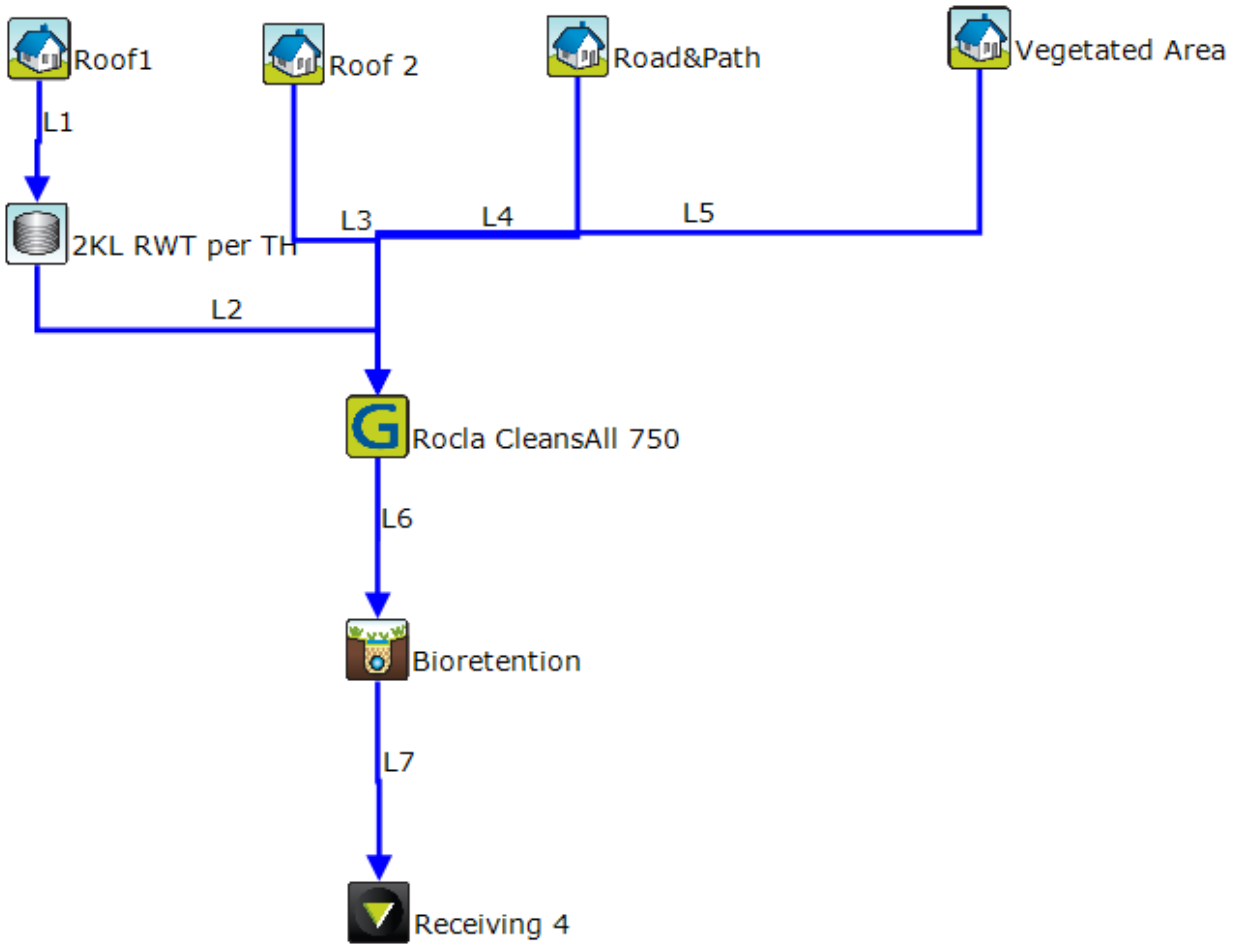 Roof1
Roof 2
Road&Path
Vegetated Area
L1
L3
L4
L5
2KL RWT per TH
L2
G
Rocla CleansAll 750
L6
Bioretention
L7
Receiving 4